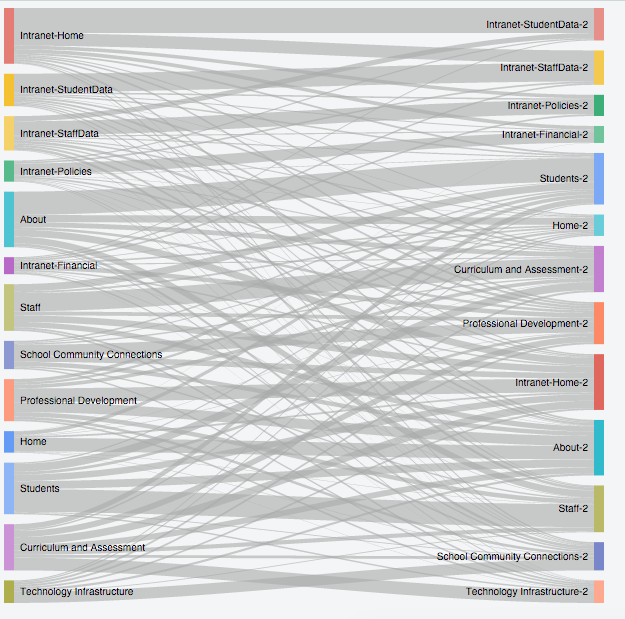 Intranet-Home
Intranet-StudentData
Intranet-StaffData
Intranet-Policies
About
Intranet-Financial
Staff
School Community Connections
Professional Development
Home
Students
Curriculum and Assessment
Technology Infrastructure
Intranet-StudentData-2
Intranet-StaffData-2
Intranet-Policies-2
Intranet-Financial-2
Students-2
Home-2
Curriculum and Assessment-2
Professional Development-2
Intranet-Home-2
About-2
Staff-2
School Community Connections-2
Technology Infrastructure-2